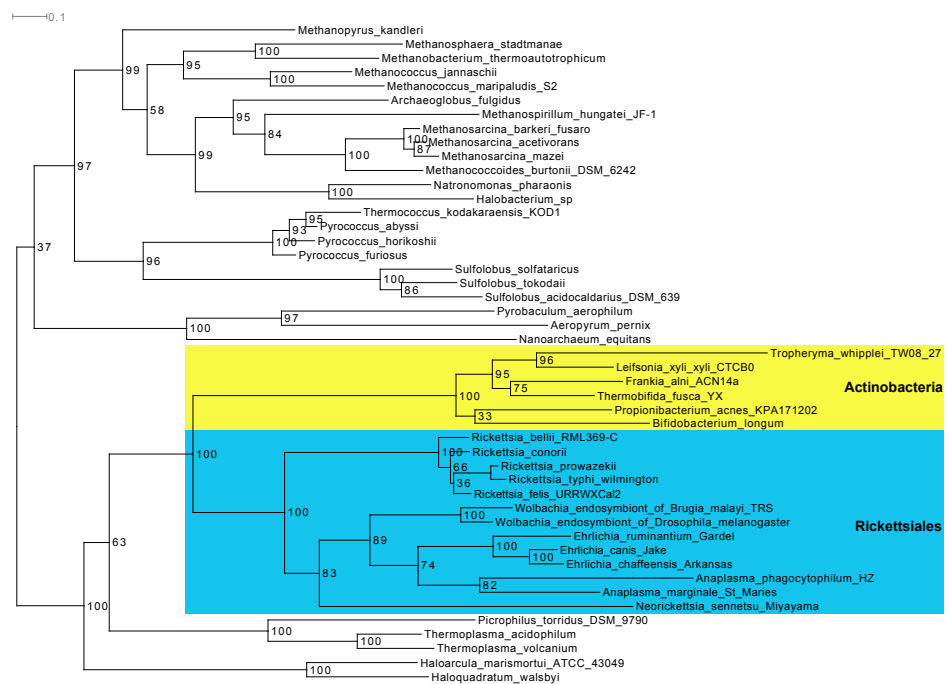 0.1
Methanopyrus_kandleri
Methanosphaera_stadtmanae
100
Methanobacterium_thermoautotrophicum
95
99
Methanococcus_jannaschii
100
Methanococcus_maripaludis_S2
58
Archaeoglobus_fulgidus
95
Methanospirillum_hungatei_JF-1
84
Methanosarcina_barkeri_fusaro
100
Methanosarcina_acetivorans
87
Methanosarcina_mazei
99
100
97
Methanococcoides_burtonii_DSM_6242
Natronomonas_pharaonis
100
Halobacterium_sp
Thermococcus_kodakaraensis_KOD1
95
Pyrococcus_abyssi
93
100
Pyrococcus_horikoshii
37
Pyrococcus_furiosus
96
Sulfolobus_solfataricus
100
Sulfolobus_tokodaii
86
Sulfolobus_acidocaldarius_DSM_639
Pyrobaculum_aerophilum
97
Aeropyrum_pernix
100
Nanoarchaeum_equitans
Tropheryma_whipplei_TW08_27
96
Leifsonia_xyli_xyli_CTCB0
95
Frankia_alni_ACN14a
75
Actinobacteria
100
Thermobifida_fusca_YX
Propionibacterium_acnes_KPA171202
33
Bifidobacterium_longum
Rickettsia_bellii_RML369-C
100
100
Rickettsia_conorii
66
Rickettsia_prowazekii
Rickettsia_typhi_wilmington
36
Rickettsia_felis_URRWXCal2
Wolbachia_endosymbiont_of_Brugia_malayi_TRS
100
100
Wolbachia_endosymbiont_of_Drosophila_melanogaster
Rickettsiales
89
Ehrlichia_ruminantium_Gardel
63
100
Ehrlichia_canis_Jake
100
Ehrlichia_chaffeensis_Arkansas
74
83
Anaplasma_phagocytophilum_HZ
82
Anaplasma_marginale_St_Maries
Neorickettsia_sennetsu_Miyayama
100
Picrophilus_torridus_DSM_9790
100
Thermoplasma_acidophilum
100
Thermoplasma_volcanium
Haloarcula_marismortui_ATCC_43049
100
Haloquadratum_walsbyi